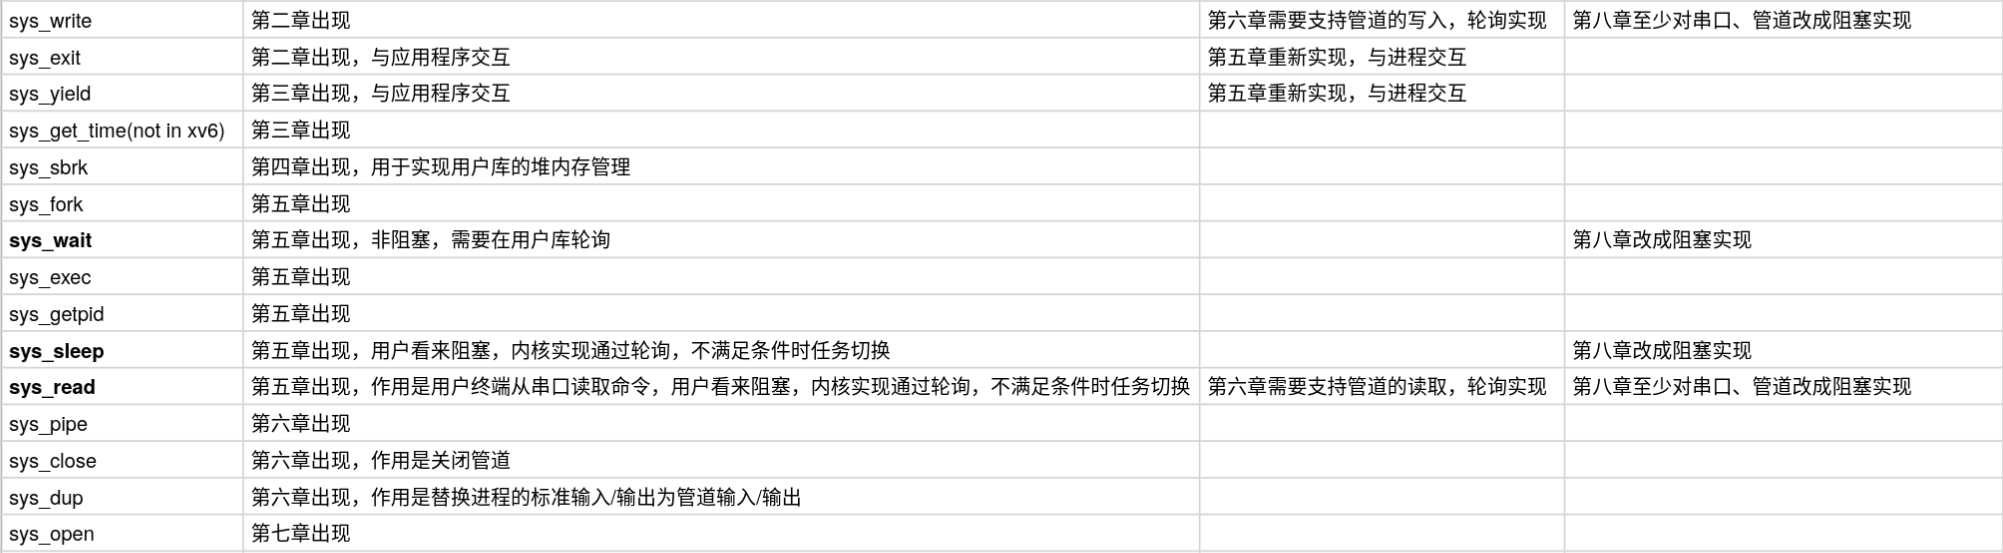 sys_write 第二章出现 第六章需要支持管道的写入，轮询实现 第八章至少对串口、管道改成阻塞实现
sys_exit 第二章出现，与应用程序交互 第五章重新实现，与进程交互
sys_yield 第三章出现，与应用程序交互 第五章重新实现，与进程交互
sys_get_time(not in xv6) 第三章出现
sys_sbrk 第四章出现，用于实现用户库的堆内存管理
sys_fork 第五章出现
sys_wait 第五章出现，非阻塞，需要在用户库轮询 第八章改成阻塞实现
sys_exec 第五章出现
sys_getpid 第五章出现
sys_sleep 第五章出现，用户看来阻塞，内核实现通过轮询，不满足条件时任务切换 第八章改成阻塞实现
sys_read 第五章出现，作用是用户终端从串口读取命令，用户看来阻塞，内核实现通过轮询，不满足条件时任务切换 第六章需要支持管道的读取，轮询实现 第八章至少对串口、管道改成阻塞实现
sys_pipe 第六章出现
sys_close 第六章出现，作用是关闭管道
sys_dup 第六章出现，作用是替换进程的标准输入/输出为管道输入/输出
sys_open 第七章出现